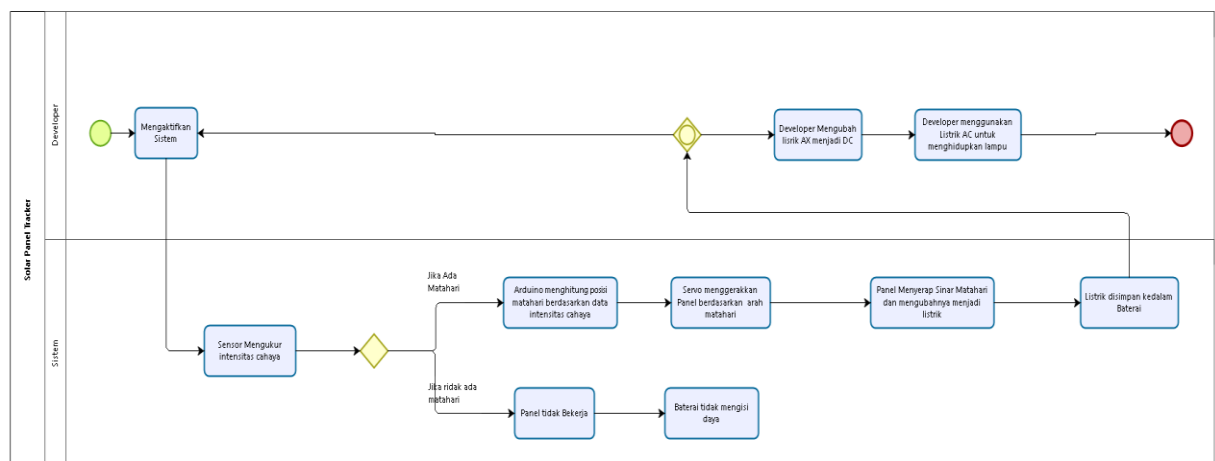 Solar Panel Tracker
Developer
Mengaktifkan
Sistem
Developer Mengubah
lisrik AX menjadi DC
Developer menggunakan
Listrik AC untuk
menghidupkan lampu
Sistem
Sensor Mengukur
intensitas cahaya
Jika Ada
Matahari
Arduino menghitung posisi
matahari berdasarkan data
intensitas cahaya
Servo menggerakkan
Panel berdasarkan arah
matahari
Panel Menyerap Sinar Matahari
dan mengubahnya menjadi
listrik
Listrik disimpan kedalam
Baterai
Jika ridak ada
matahari
Panel tidak Bekerja
Baterai tidak mengisi
daya